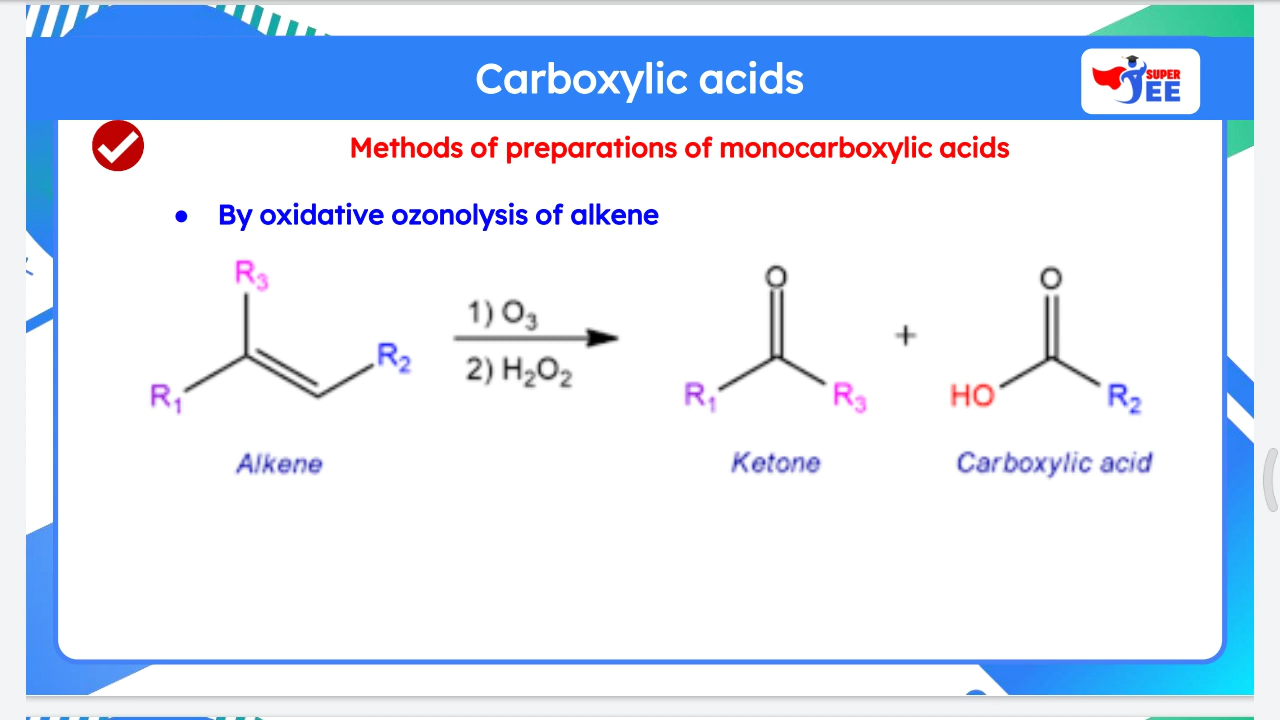 Carboxylic acids
SUPER
JEE
Methods of preparations of monocarboxylic acids
● By oxidative ozonolysis of alkene
R₃
R₁
R₂
1) O₃
2) H₂O₂
O
R₁
R₃
+
O
HO
R₂
Alkene
Ketone
Carboxylic acid